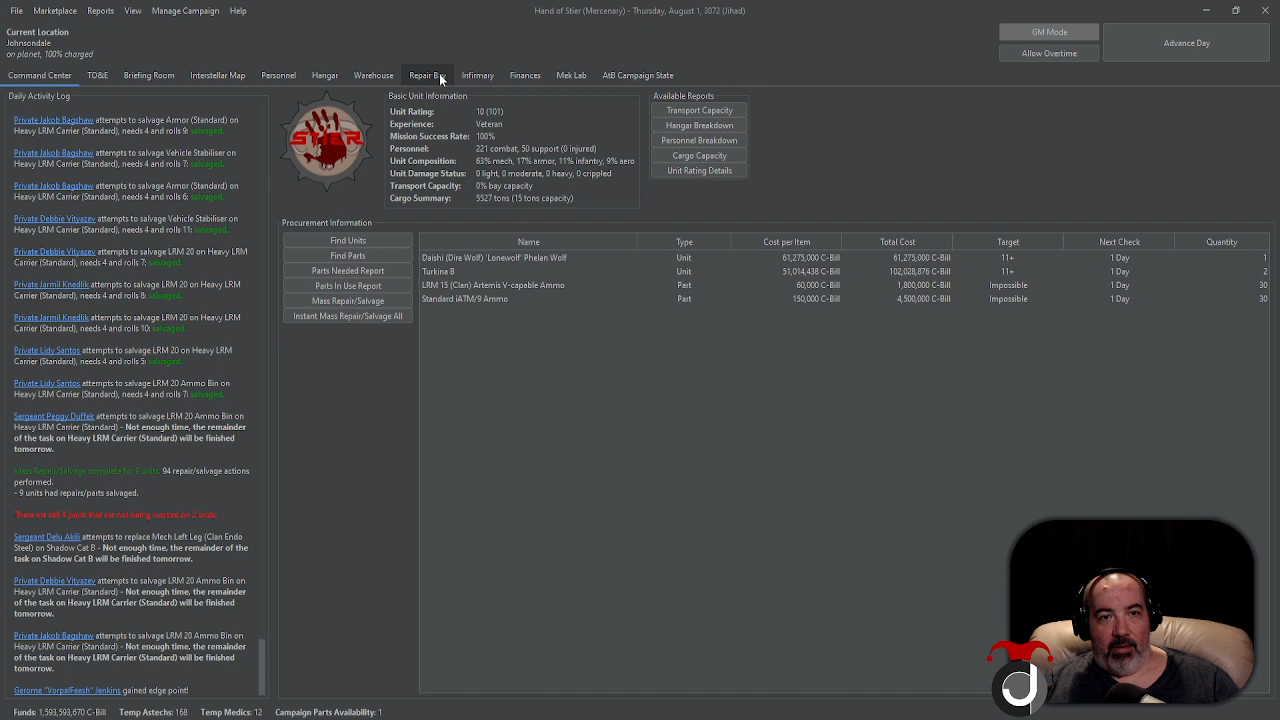 File Marketplace Reports View Manage Campaign Help
Hand of Stier (Mercenary) - Thursday, August 1, 3072 (Jihad)
Current Location
Johnsondale
on planet, 100% charged
GM Mode
Allow Overtime
Advance Day
Command Center TO&E Briefing Room Interstellar Map Personnel Hangar Warehouse Repair Bay Infirmary Finances Mek Lab AtB Campaign State
Daily Activity Log
Private Jakob Bagshaw attempts to salvage Armor (Standard) on
Heavy LRM Carrier (Standard), needs 4 and rolls 9: salvaged.
Private Jakob Bagshaw attempts to salvage Vehicle Stabiliser on
Heavy LRM Carrier (Standard), needs 4 and rolls 7: salvaged.
Private Jakob Bagshaw attempts to salvage Armor (Standard) on
Heavy LRM Carrier (Standard), needs 4 and rolls 6: salvaged.
Private Debbie Vityazev attempts to salvage Vehicle Stabiliser on
Heavy LRM Carrier (Standard), needs 4 and rolls 11: salvaged.
Private Debbie Vityazev attempts to salvage LRM 20 on Heavy LRM
Carrier (Standard), needs 4 and rolls 7: salvaged.
Private Jarmil Knedlik attempts to salvage LRM 20 on Heavy LRM
Carrier (Standard), needs 4 and rolls 8: salvaged.
Private Jarmil Knedlik attempts to salvage LRM 20 on Heavy LRM
Carrier (Standard), needs 4 and rolls 10: salvaged.
Private Lidy Santos attempts to salvage LRM 20 on Heavy LRM
Carrier (Standard), needs 4 and rolls 5: salvaged.
Private Lidy Santos attempts to salvage LRM 20 Ammo Bin on
Heavy LRM Carrier (Standard), needs 4 and rolls 7: salvaged.
Sergeant Peggy Duffek attempts to salvage LRM 20 Ammo Bin on
Heavy LRM Carrier (Standard) - Not enough time, the remainder
of the task on Heavy LRM Carrier (Standard) will be finished
tomorrow.
Mass Repair/Salvage complete for 9 units. 94 repair/salvage actions
performed.
- 9 units had repairs/parts salvaged.
There are still 8 parts that are not being worked on 2 units.
Sergeant Delu Akili attempts to replace Mech Left Leg (Clan Endo
Steel) on Shadow Cat B - Not enough time, the remainder of the
task on Shadow Cat B will be finished tomorrow.
Private Debbie Vityazev attempts to salvage LRM 20 Ammo Bin on
Heavy LRM Carrier (Standard) - Not enough time, the remainder
of the task on Heavy LRM Carrier (Standard) will be finished
tomorrow.
Private Jakob Bagshaw attempts to salvage LRM 20 Ammo Bin on
Heavy LRM Carrier (Standard) - Not enough time, the remainder
of the task on Heavy LRM Carrier (Standard) will be finished
tomorrow.
Gerome "VorpalFeesh" Jenkins gained edge point!
STIER
Basic Unit Information
Unit Rating: 10 (101)
Experience: Veteran
Mission Success Rate: 100%
Personnel: 221 combat, 50 support (0 injured)
Unit Composition: 63% mech, 17% armor, 11% infantry, 9% aero
Unit Damage Status: 0 light, 0 moderate, 0 heavy, 0 crippled
Transport Capacity: 0% bay capacity
Cargo Summary: 5527 tons (15 tons capacity)
Available Reports
Transport Capacity
Hangar Breakdown
Personnel Breakdown
Cargo Capacity
Unit Rating Details
Procurement Information
Find Units
Find Parts
Parts Needed Report
Parts In Use Report
Mass Repair/Salvage
Instant Mass Repair/Salvage All
Name Type Cost per Item Total Cost Target Next Check Quantity
Daishi (Dire Wolf) 'Lonewolf' Phelan Wolf Unit 61,275,000 C-Bill 61,275,000 C-Bill 11+ 1 Day 1
Turkina B Unit 51,014,438 C-Bill 102,028,876 C-Bill 11+ 1 Day 2
LRM 15 (Clan) Artemis V-capable Ammo Part 60,000 C-Bill 1,800,000 C-Bill Impossible 1 Day 30
Standard iATM/9 Ammo Part 150,000 C-Bill 4,500,000 C-Bill Impossible 1 Day 30
Funds: 1,593,593,670 C-Bill Temp Astechs: 168 Temp Medics: 12 Campaign Parts Availability: 1